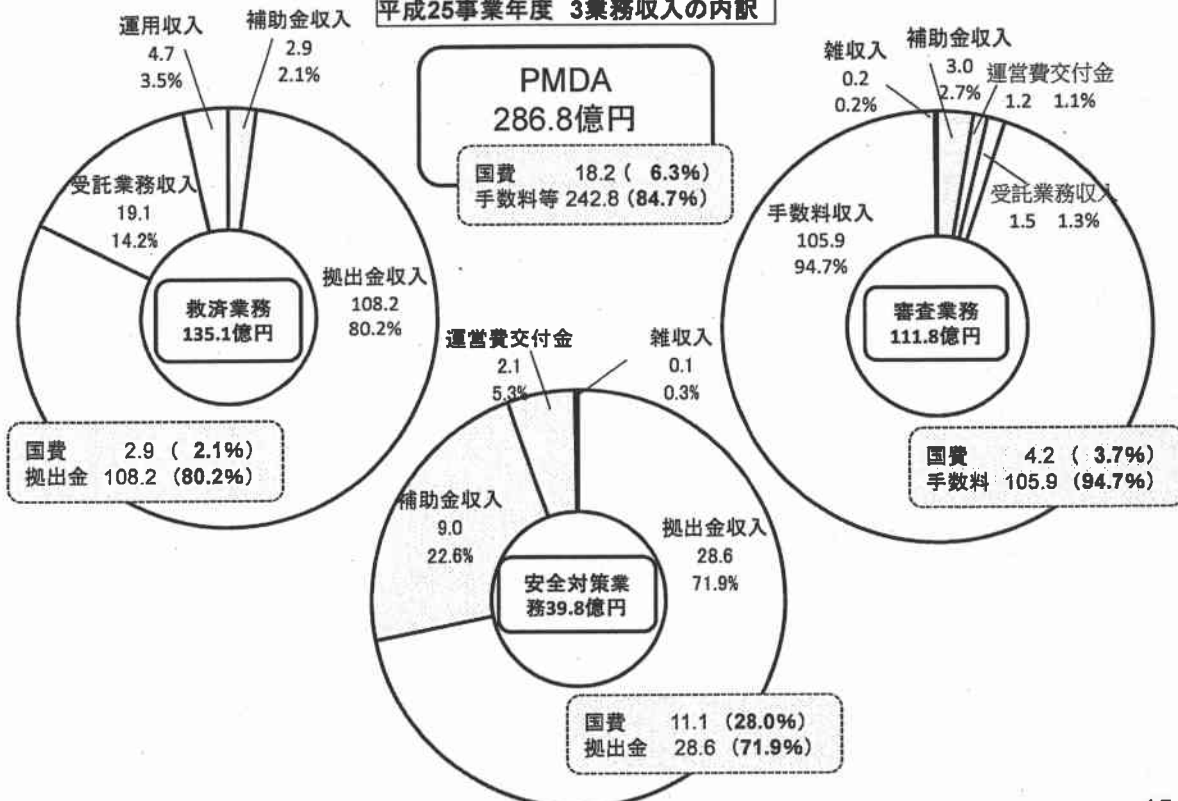 平成25事業年度 3業務収入の内訳
PMDA
286.8億円
国費 18.2 ( 6.3%)
手数料等 242.8 (84.7%)
運用収入
4.7
3.5%
補助金収入
2.9
2.1%
受託業務収入
19.1
14.2%
拠出金収入
108.2
80.2%
救済業務
135.1億円
国費 2.9 ( 2.1%)
拠出金 108.2 (80.2%)
雑収入
0.2
0.2%
補助金収入
3.0
2.7%
運営費交付金
1.2 1.1%
受託業務収入
1.5 1.3%
手数料収入
105.9
94.7%
審査業務
111.8億円
国費 4.2 ( 3.7%)
手数料 105.9 (94.7%)
運営費交付金
2.1
5.3%
雑収入
0.1
0.3%
補助金収入
9.0
22.6%
拠出金収入
28.6
71.9%
安全対策業
務39.8億円
国費 11.1 (28.0%)
拠出金 28.6 (71.9%)